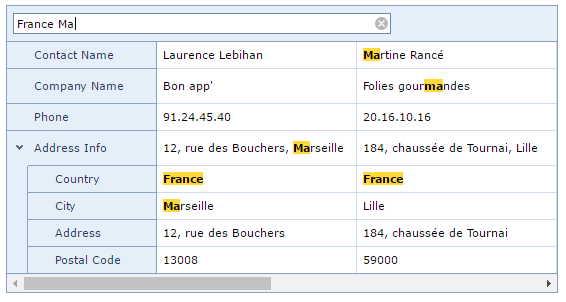 France Ma
Contact Name Laurence Lebihan Martine Rancé
Company Name Bon app' Folies gourmandes
Phone 91.24.45.40 20.16.10.16
Address Info 12, rue des Bouchers, Marseille 184, chaussée de Tournai, Lille
Country France France
City Marseille Lille
Address 12, rue des Bouchers 184, chaussée de Tournai
Postal Code 13008 59000